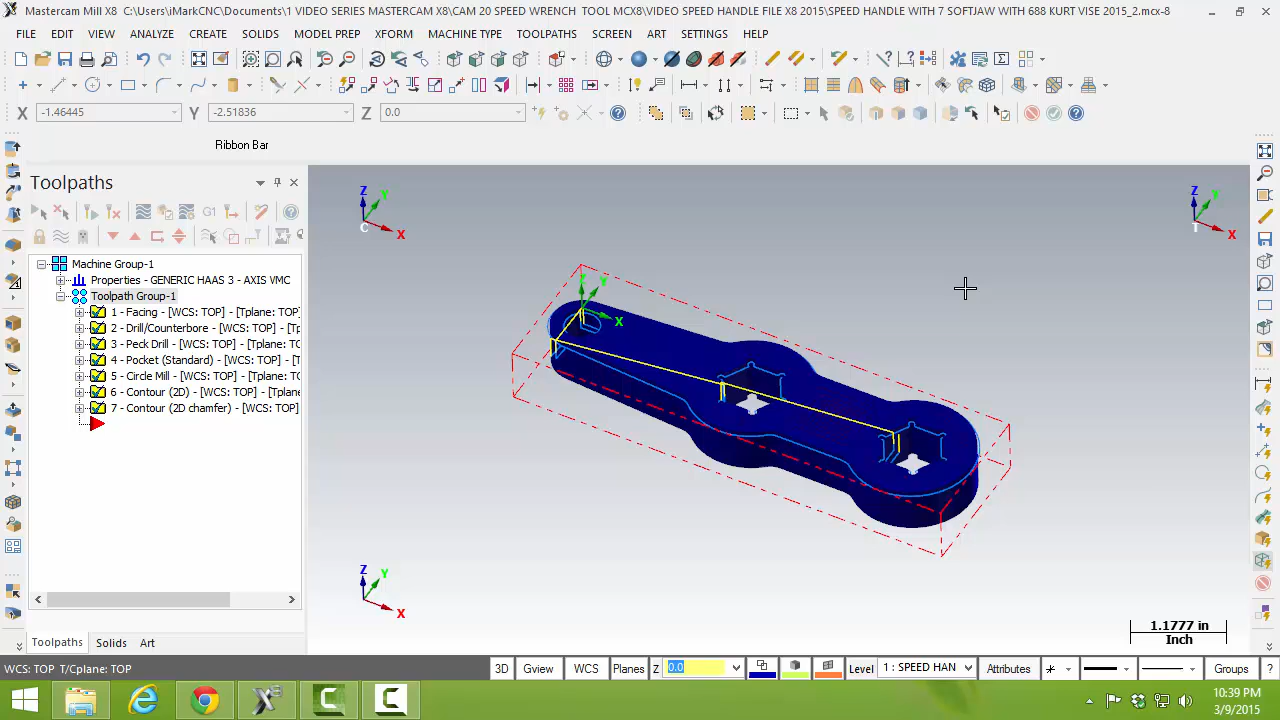 Mastercam Mill X8 C:\Users\iMarkCNC\Documents\1 VIDEO SERIES MASTERCAM X8\CAM 20 SPEED WRENCH TOOL MCX8\VIDEO SPEED HANDLE FILE X8 2015\SPEED HANDLE WITH 7 SOFTJAW WITH 688 KURT VISE 2015_2.mcx-8
FILE EDIT VIEW ANALYZE CREATE SOLIDS MODEL PREP XFORM MACHINE TYPE TOOLPATHS SCREEN ART SETTINGS HELP
X -1.46445 Y -2.51836 Z 0.0
Ribbon Bar
Toolpaths
G1
Machine Group-1
Properties - GENERIC HAAS 3 - AXIS VMC
Toolpath Group-1
1 - Facing - [WCS: TOP] - [Tplane: TOP]
2 - Drill/Counterbore - [WCS: TOP] - [Tp
3 - Peck Drill - [WCS: TOP] - [Tplane: TO
4 - Pocket (Standard) - [WCS: TOP] - [T
5 - Circle Mill - [WCS: TOP] - [Tplane: TO
6 - Contour (2D) - [WCS: TOP] - [Tplane
7 - Contour (2D chamfer) - [WCS: TOP]
Z Y X C
Z Y X T
Z Y X
Z Y X
1.1777 in
Inch
Toolpaths Solids Art
WCS: TOP T/Cplane: TOP 3D Gview WCS Planes Z 0.0 Level 1 : SPEED HAN Attributes Groups ?
10:39 PM
3/9/2015